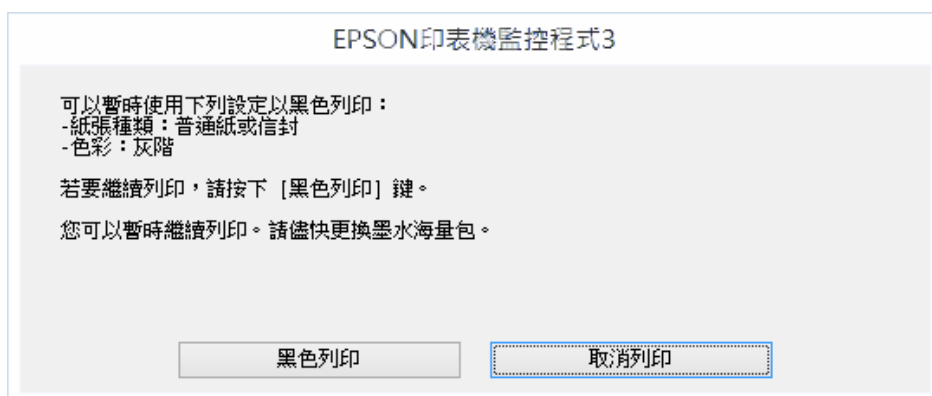 EPSON印表機監控程式3
可以暫時使用下列設定以黑色列印：
-紙張種類：普通紙或信封
-色彩：灰階
若要繼續列印，請按下 [黑色列印] 鍵。
您可以暫時繼續列印。請儘快更換墨水海量包。
黑色列印
取消列印